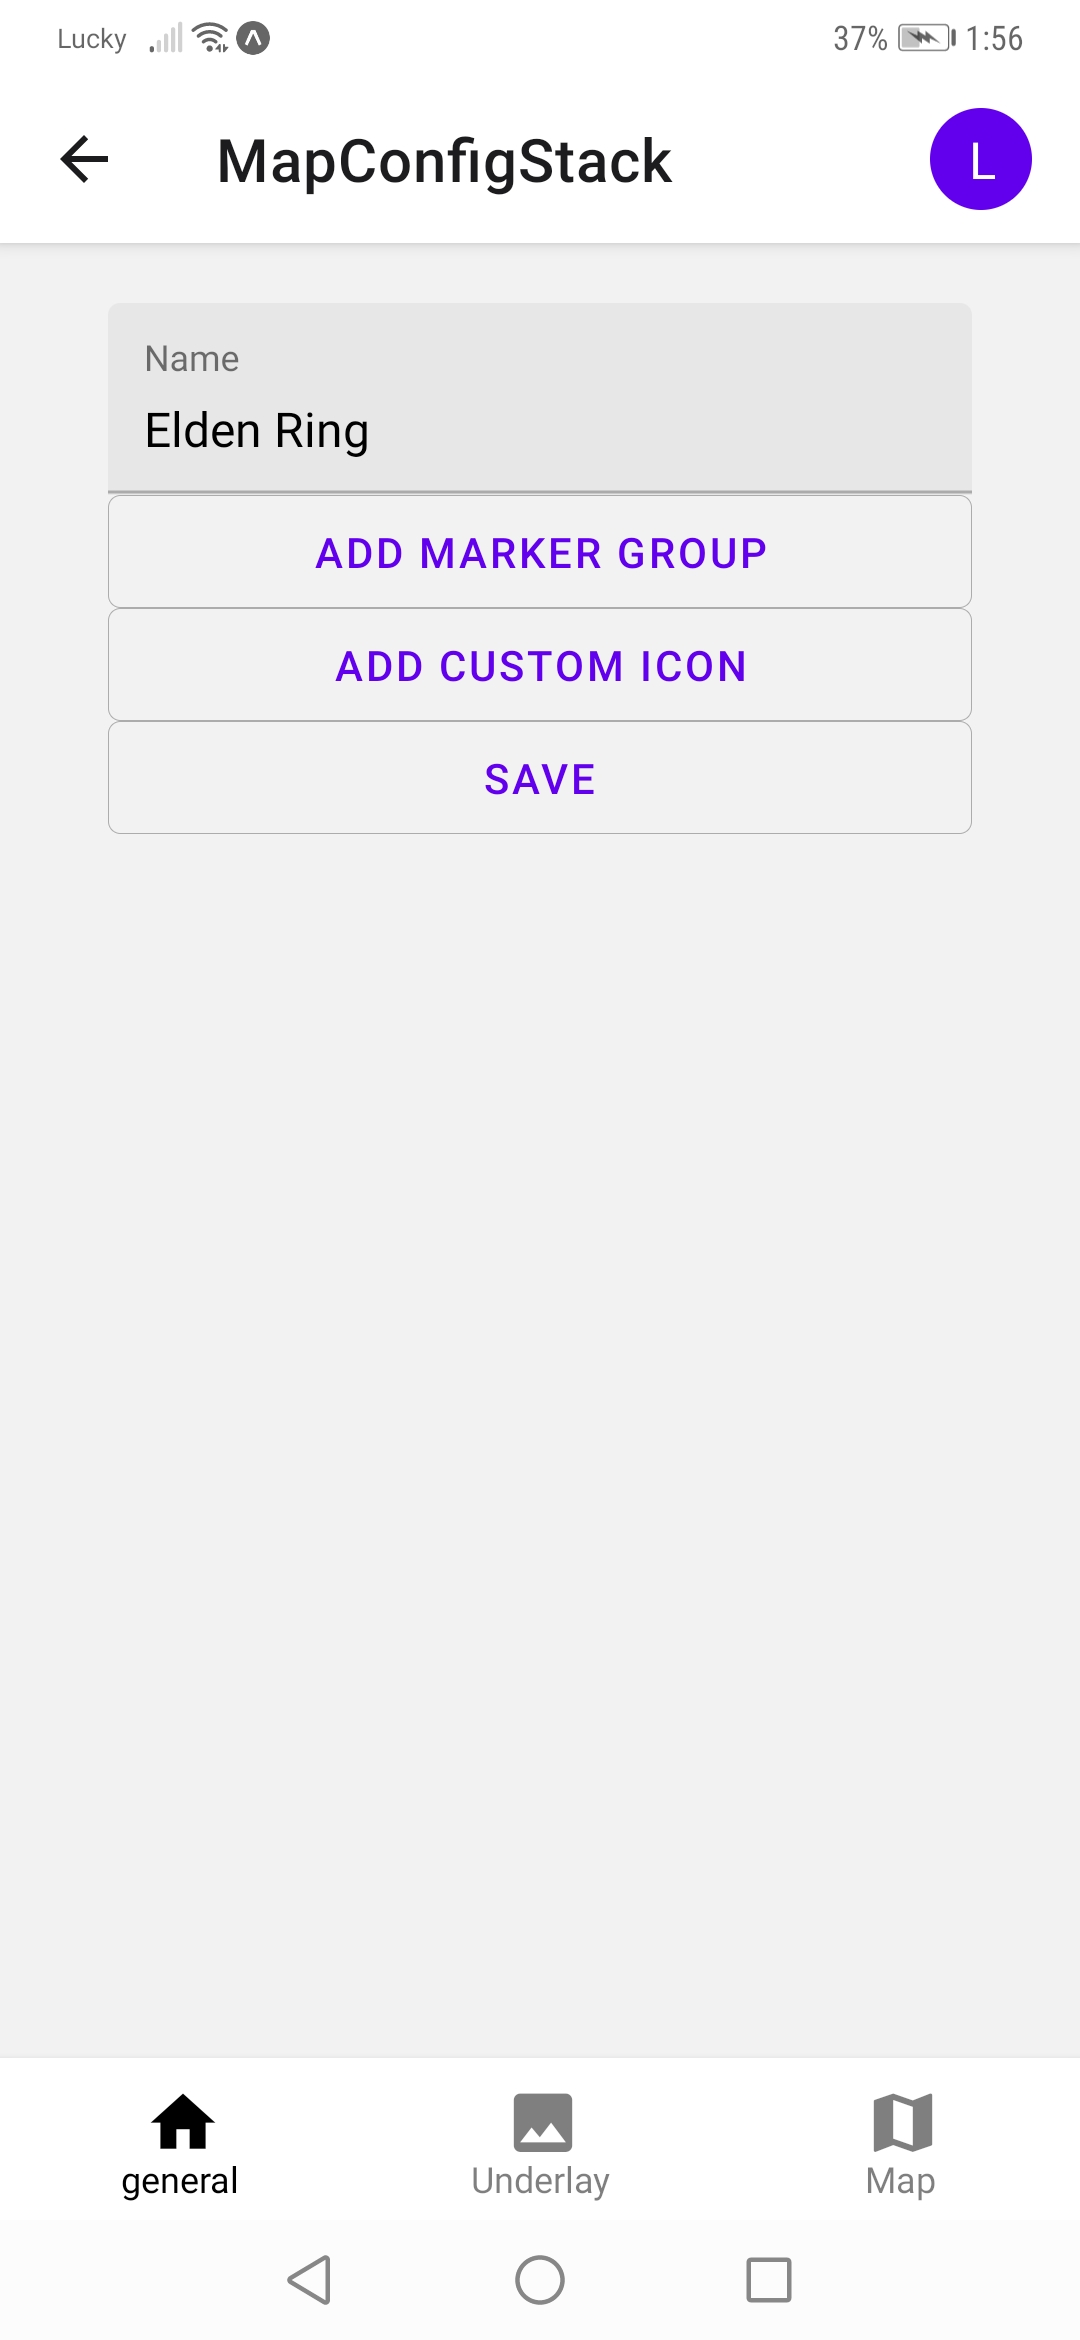 Lucky 37% 1:56
MapConfigStack L
Name
Elden Ring
ADD MARKER GROUP
ADD CUSTOM ICON
SAVE
general Underlay Map